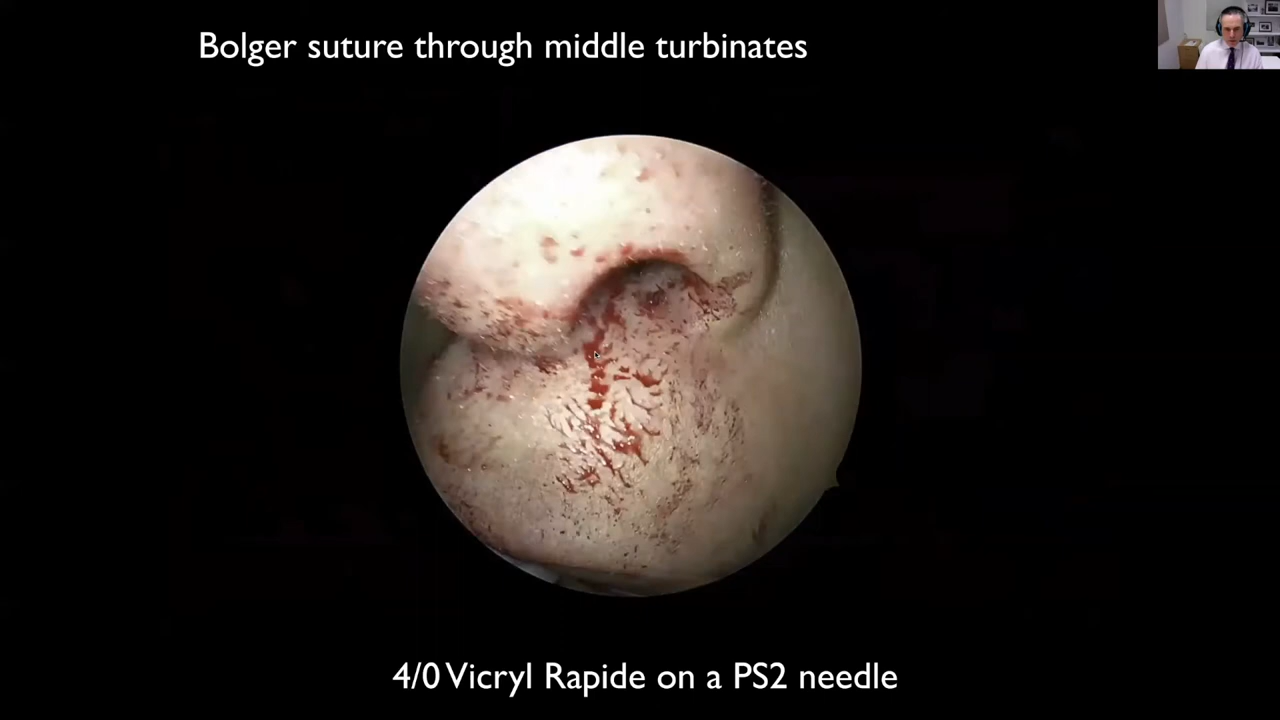 Bolger suture through middle turbinates
4/0 Vicryl Rapide on a PS2 needle